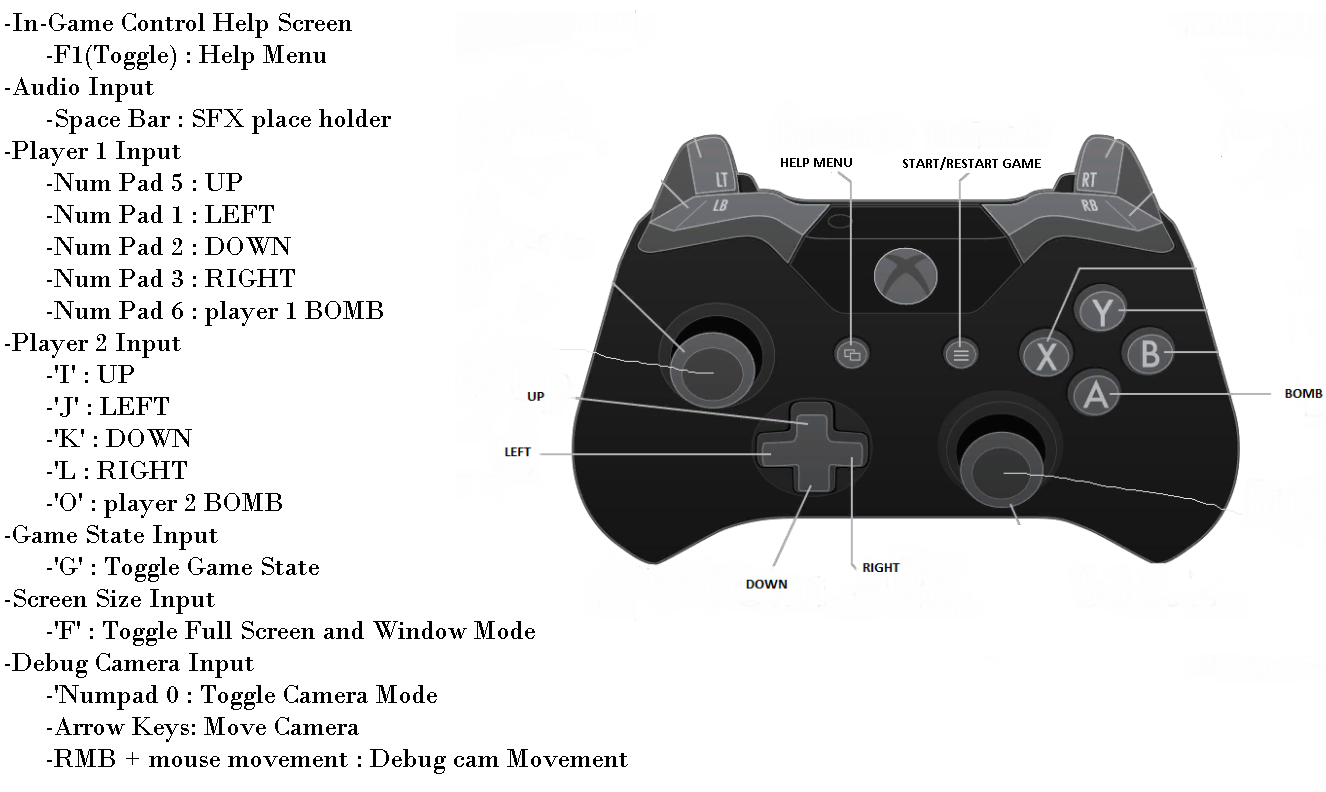 -In-Game Control Help Screen
-F1(Toggle) : Help Menu
-Audio Input
-Space Bar : SFX place holder
-Player 1 Input
-Num Pad 5 : UP
-Num Pad 1 : LEFT
-Num Pad 2 : DOWN
-Num Pad 3 : RIGHT
-Num Pad 6 : player 1 BOMB
-Player 2 Input
-'I' : UP
-'J' : LEFT
-'K' : DOWN
-'L : RIGHT
-'O' : player 2 BOMB
-Game State Input
-'G' : Toggle Game State
-Screen Size Input
-'F' : Toggle Full Screen and Window Mode
-Debug Camera Input
-'Numpad 0 : Toggle Camera Mode
-Arrow Keys: Move Camera
-RMB + mouse movement : Debug cam Movement
HELP MENU
START/RESTART GAME
LT
RT
LB
RB
Y
X
B
A
BOMB
UP
LEFT
RIGHT
DOWN